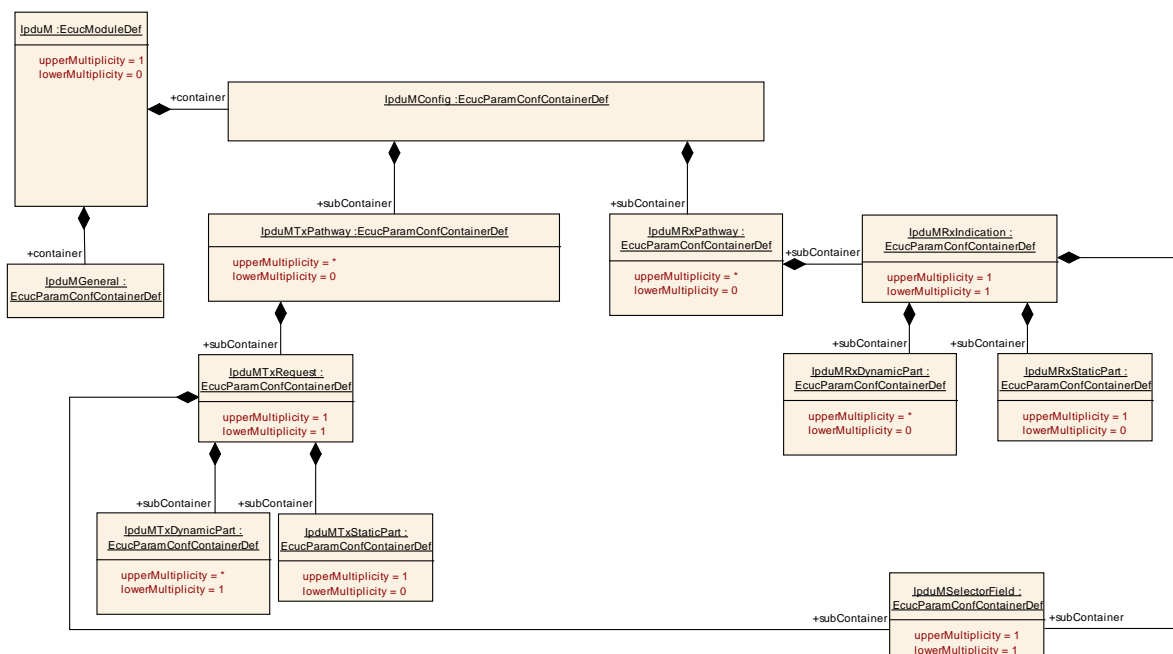 IpduM :EcucModuleDef
upperMultiplicity = 1
lowerMultiplicity = 0
+container
IpduMConfig :EcucParamConfContainerDef
+container
IpduMGeneral :
EcucParamConfContainerDef
+subContainer
IpduMTxPathway :EcucParamConfContainerDef
upperMultiplicity = *
lowerMultiplicity = 0
+subContainer
IpduMRxPathway :
EcucParamConfContainerDef
upperMultiplicity = *
lowerMultiplicity = 0
+subContainer
IpduMRxIndication :
EcucParamConfContainerDef
upperMultiplicity = 1
lowerMultiplicity = 1
+subContainer
IpduMTxRequest :
EcucParamConfContainerDef
upperMultiplicity = 1
lowerMultiplicity = 1
+subContainer
IpduMRxDynamicPart :
EcucParamConfContainerDef
upperMultiplicity = *
lowerMultiplicity = 0
+subContainer
IpduMRxStaticPart :
EcucParamConfContainerDef
upperMultiplicity = 1
lowerMultiplicity = 0
+subContainer
IpduMTxDynamicPart :
EcucParamConfContainerDef
upperMultiplicity = *
lowerMultiplicity = 1
+subContainer
IpduMTxStaticPart :
EcucParamConfContainerDef
upperMultiplicity = 1
lowerMultiplicity = 0
+subContainer
IpduMSelectorField :
EcucParamConfContainerDef
upperMultiplicity = 1
lowerMultiplicity = 1
+subContainer